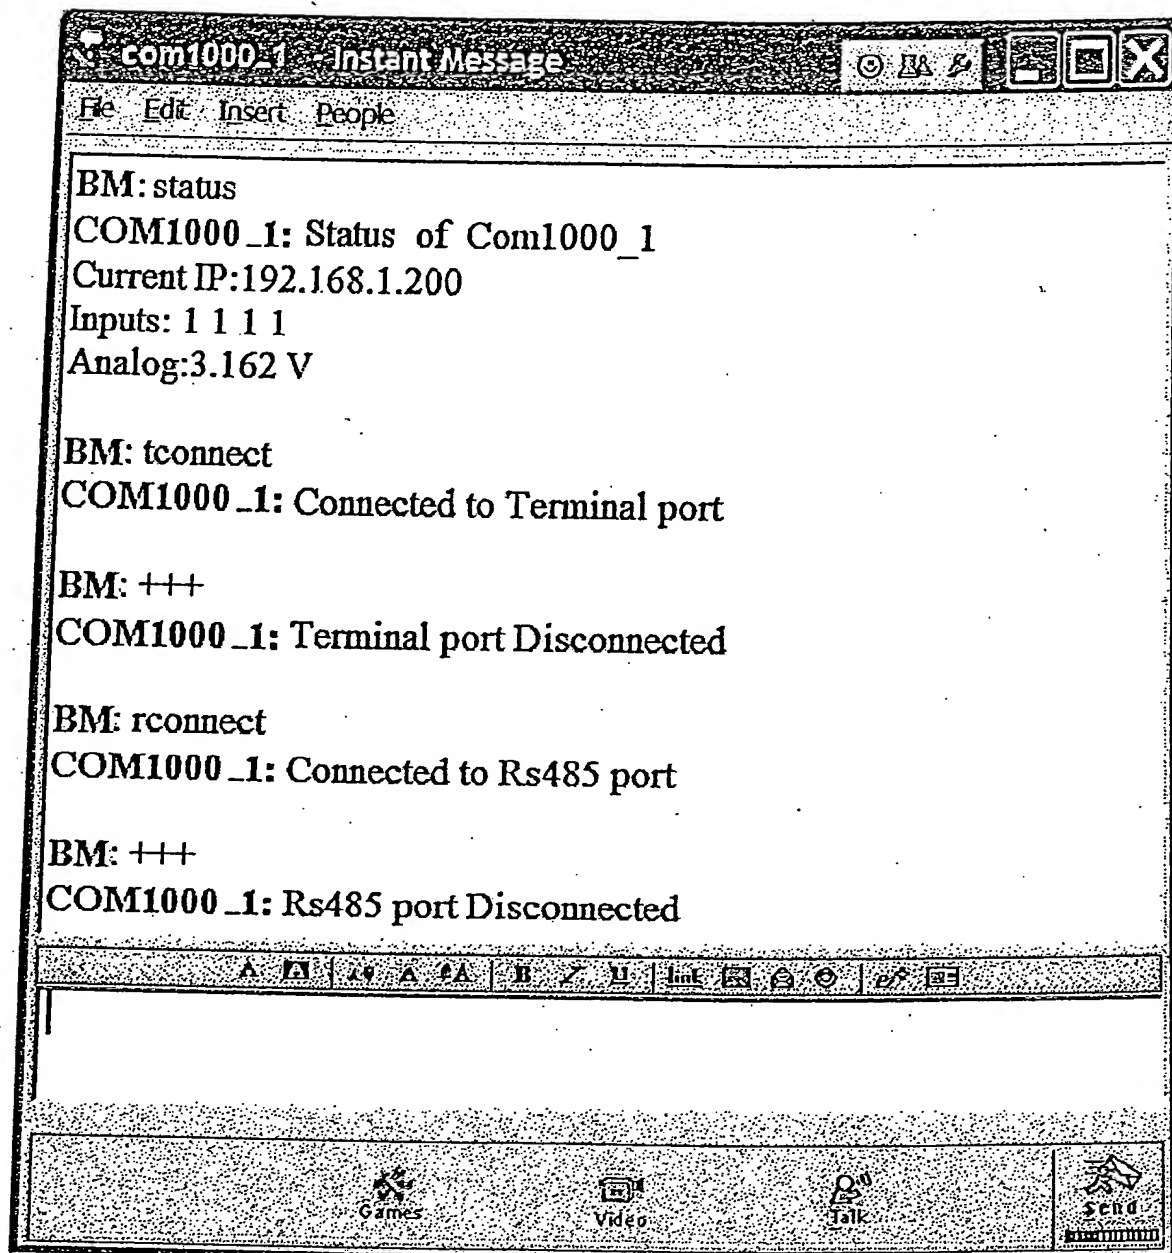 com1000_1 - Instant Message
File Edit Insert People
BM: status
COM1000_1: Status of Com1000_1
Current IP:192.168.1.200
Inputs: 1 1 1 1
Analog:3.162 V
BM: tconnect
COM1000_1: Connected to Terminal port
BM: +++
COM1000_1: Terminal port Disconnected
BM: rconnect
COM1000_1: Connected to Rs485 port
BM: +++
COM1000_1: Rs485 port Disconnected
A A A A A B I U link
Games Video Talk Send